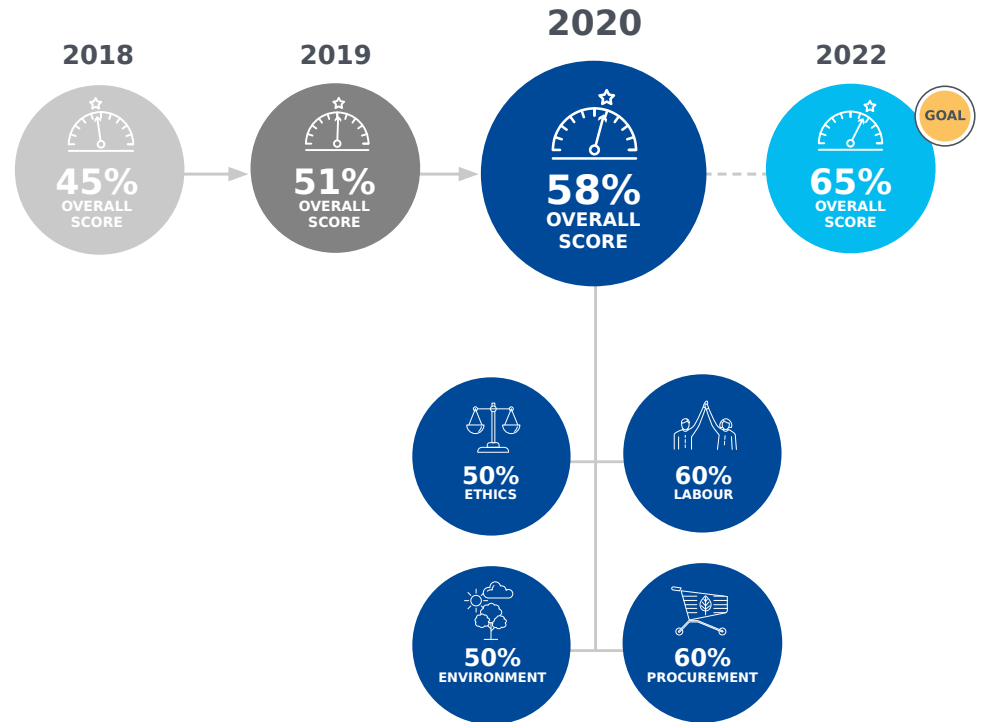 2018
45%
OVERALL
SCORE
2019
51%
OVERALL
SCORE
2020
58%
OVERALL
SCORE
2022
GOAL
65%
OVERALL
SCORE
50%
ETHICS
60%
LABOUR
50%
ENVIRONMENT
60%
PROCUREMENT